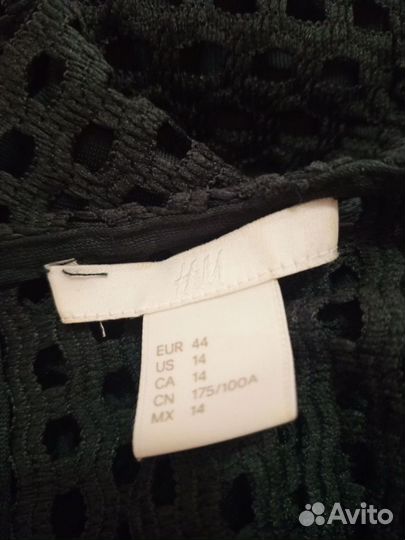 H&M
EUR 44
US 14
CA 14
CN 175/100A
MX 14
Avito